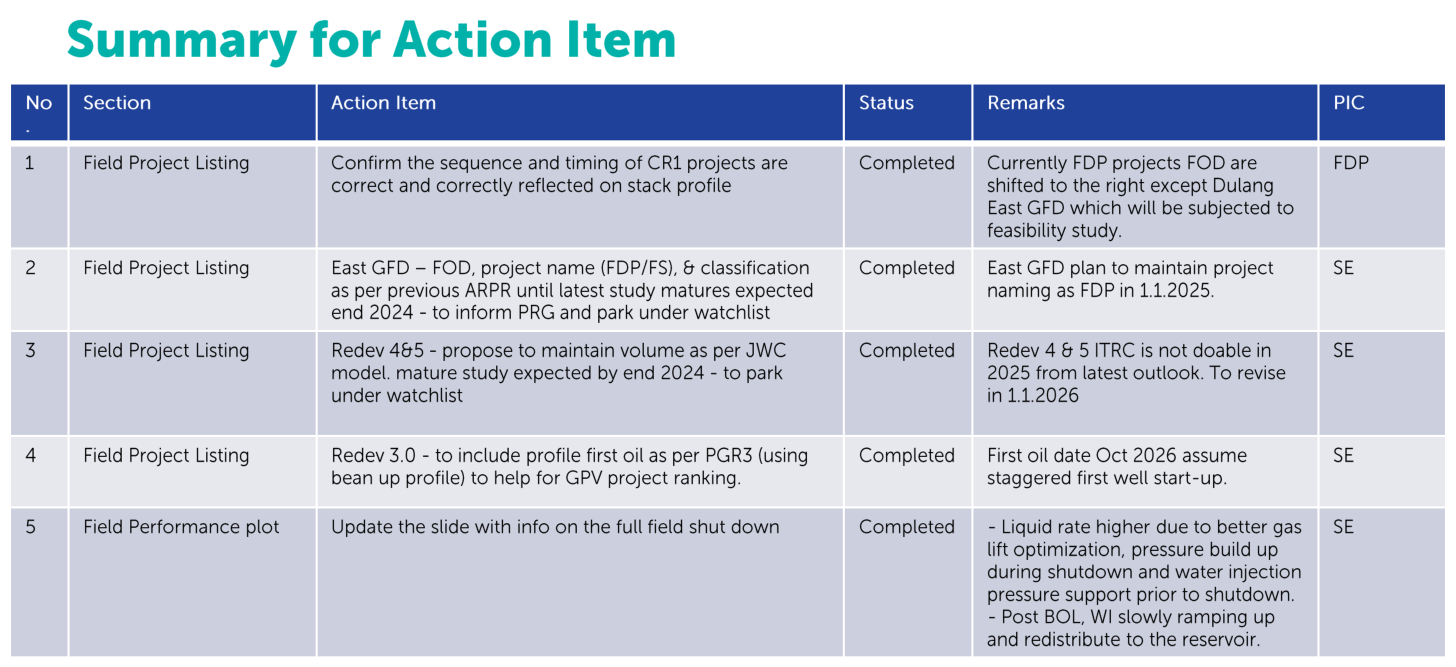 Summary for Action Item
No
.
Section
Action Item
Status
Remarks
PIC
1
Field Project Listing
Confirm the sequence and timing of CR1 projects are
correct and correctly reflected on stack profile
Completed
Currently FDP projects FOD are
shifted to the right except Dulang
East GFD which will be subjected to
feasibility study.
FDP
2
Field Project Listing
East GFD – FOD, project name (FDP/FS), & classification
as per previous ARPR until latest study matures expected
end 2024 - to inform PRG and park under watchlist
Completed
East GFD plan to maintain project
naming as FDP in 1.1.2025.
SE
3
Field Project Listing
Redev 4&5 - propose to maintain volume as per JWC
model. mature study expected by end 2024 - to park
under watchlist
Completed
Redev 4 & 5 ITRC is not doable in
2025 from latest outlook. To revise
in 1.1.2026
SE
4
Field Project Listing
Redev 3.0 - to include profile first oil as per PGR3 (using
bean up profile) to help for GPV project ranking.
Completed
First oil date Oct 2026 assume
staggered first well start-up.
SE
5
Field Performance plot
Update the slide with info on the full field shut down
Completed
- Liquid rate higher due to better gas
lift optimization, pressure build up
during shutdown and water injection
pressure support prior to shutdown.
- Post BOL, WI slowly ramping up
and redistribute to the reservoir.
SE